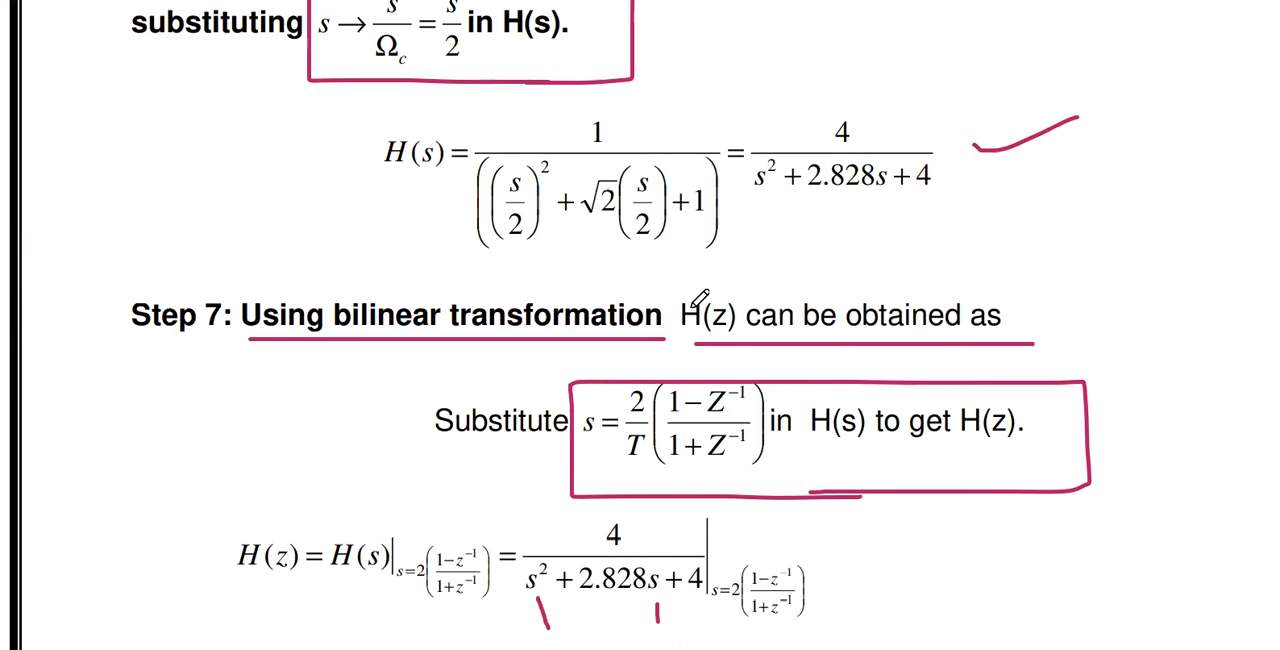 substituting s → s/Ω_c = s/2 in H(s).
H(s) = 1 / ((s/2)² + √2(s/2) + 1) = 4 / (s² + 2.828s + 4)
Step 7: Using bilinear transformation H(z) can be obtained as
Substitute s = 2/T ((1 − Z⁻¹)/(1 + Z⁻¹)) in H(s) to get H(z).
H(z) = H(s)|_{s=2((1−z⁻¹)/(1+z⁻¹))} = 4 / (s² + 2.828s + 4)|_{s=2((1−z⁻¹)/(1+z⁻¹))}